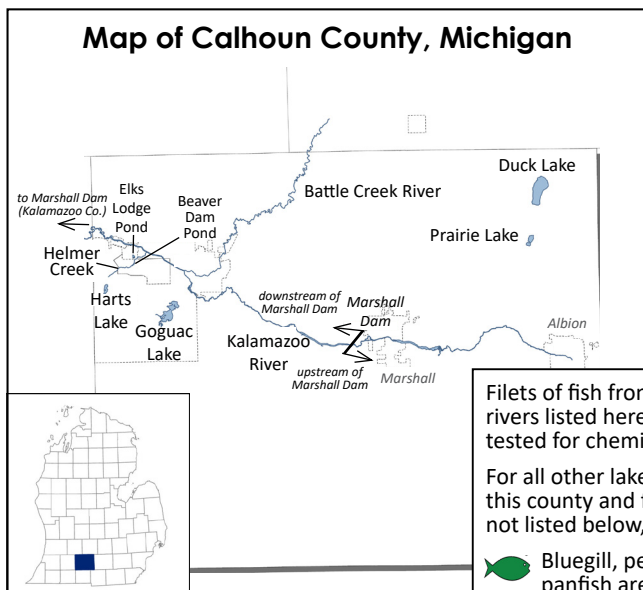 Map of Calhoun County, Michigan
Duck Lake
Battle Creek River
Elks
Lodge
Pond
Beaver
Dam
Pond
to Marshall Dam
(Kalamazoo Co.)
Prairie Lake
Helmer
Creek
Harts
Lake
Goguac
Lake
downstream of
Marshall Dam
Marshall
Dam
Kalamazoo
River
Albion
upstream of
Marshall Dam
Marshall
Filets of fish from
rivers listed here
tested for chemi
For all other lake
this county and f
not listed below,
Bluegill, pe
panfish are